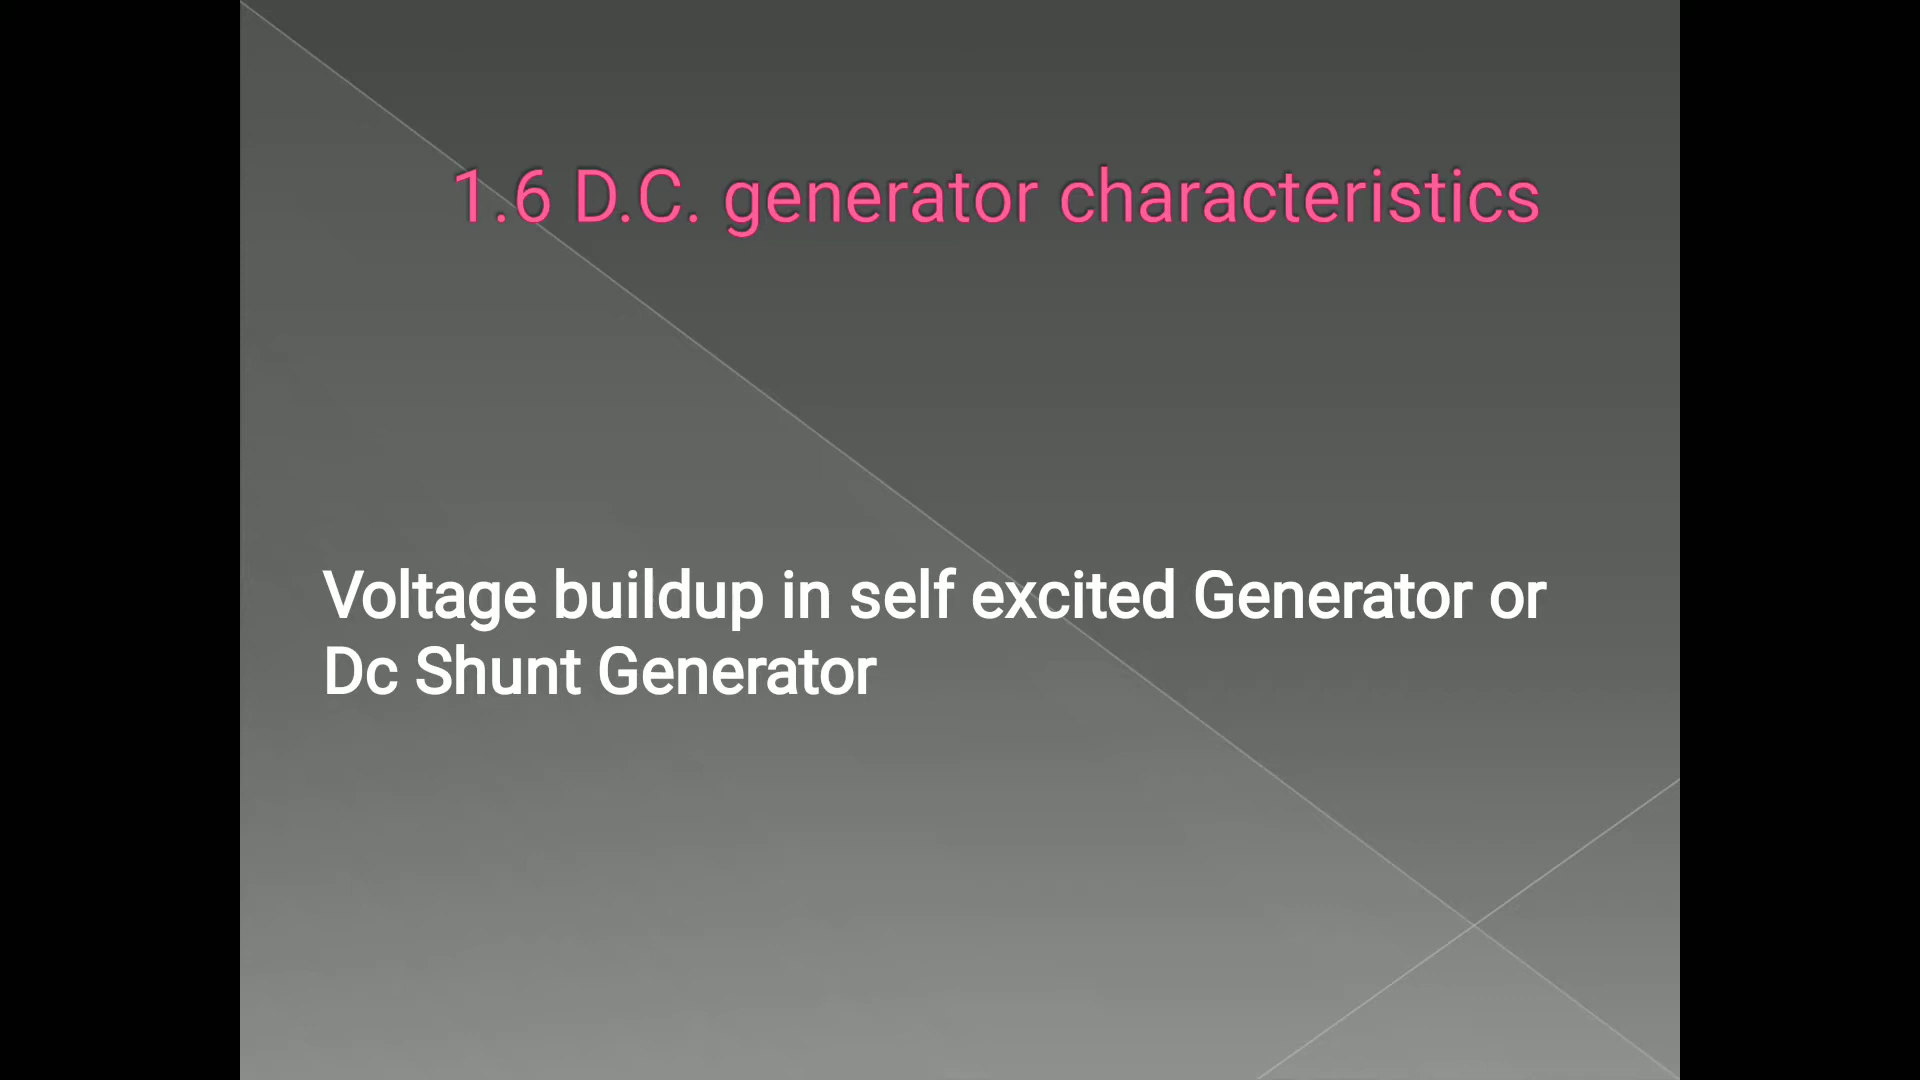 1.6 D.C. generator characteristics
Voltage buildup in self excited Generator or
Dc Shunt Generator